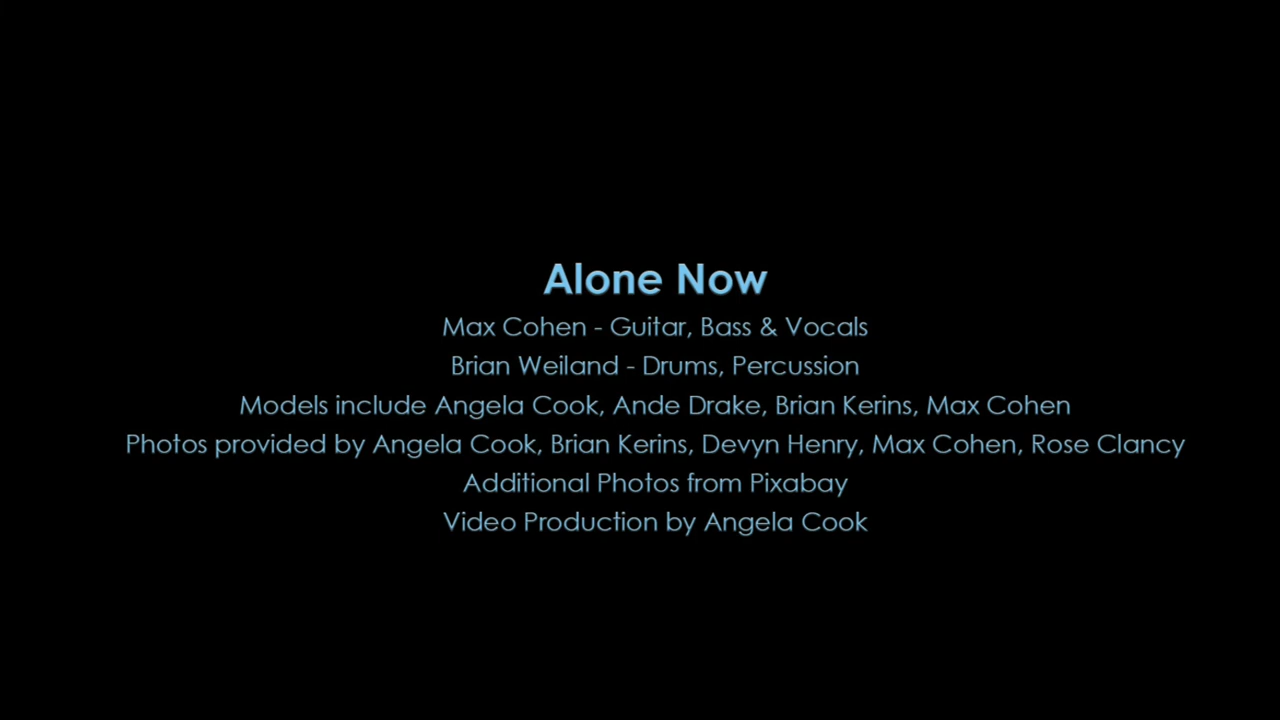 Alone Now
Max Cohen - Guitar, Bass & Vocals
Brian Weiland - Drums, Percussion
Models include Angela Cook, Ande Drake, Brian Kerins, Max Cohen
Photos provided by Angela Cook, Brian Kerins, Devyn Henry, Max Cohen, Rose Clancy
Additional Photos from Pixabay
Video Production by Angela Cook